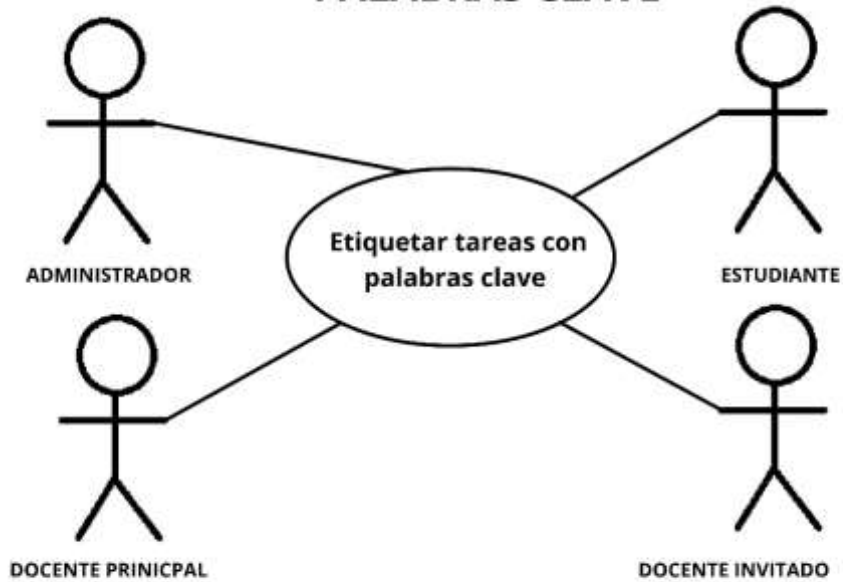 ADMINISTRADOR
ESTUDIANTE
Etiquetar tareas con
palabras clave
DOCENTE PRINICPAL
DOCENTE INVITADO